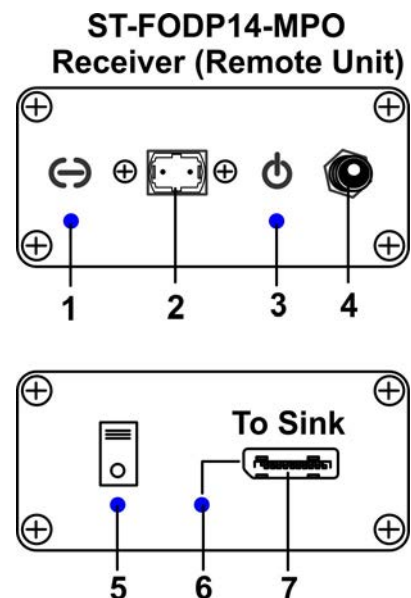 ST-FODP14-MPO
Receiver (Remote Unit)
1 2 3 4
To Sink
5 6 7